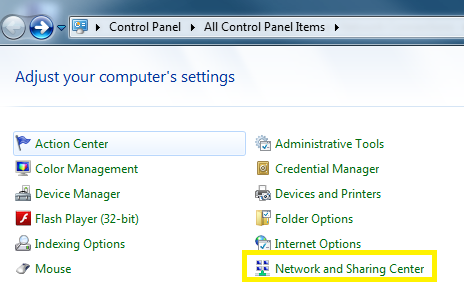 Control Panel All Control Panel Items
Adjust your computer's settings
Action Center Administrative Tools
Color Management Credential Manager
Device Manager Devices and Printers
Flash Player (32-bit) Folder Options
Indexing Options Internet Options
Mouse Network and Sharing Center